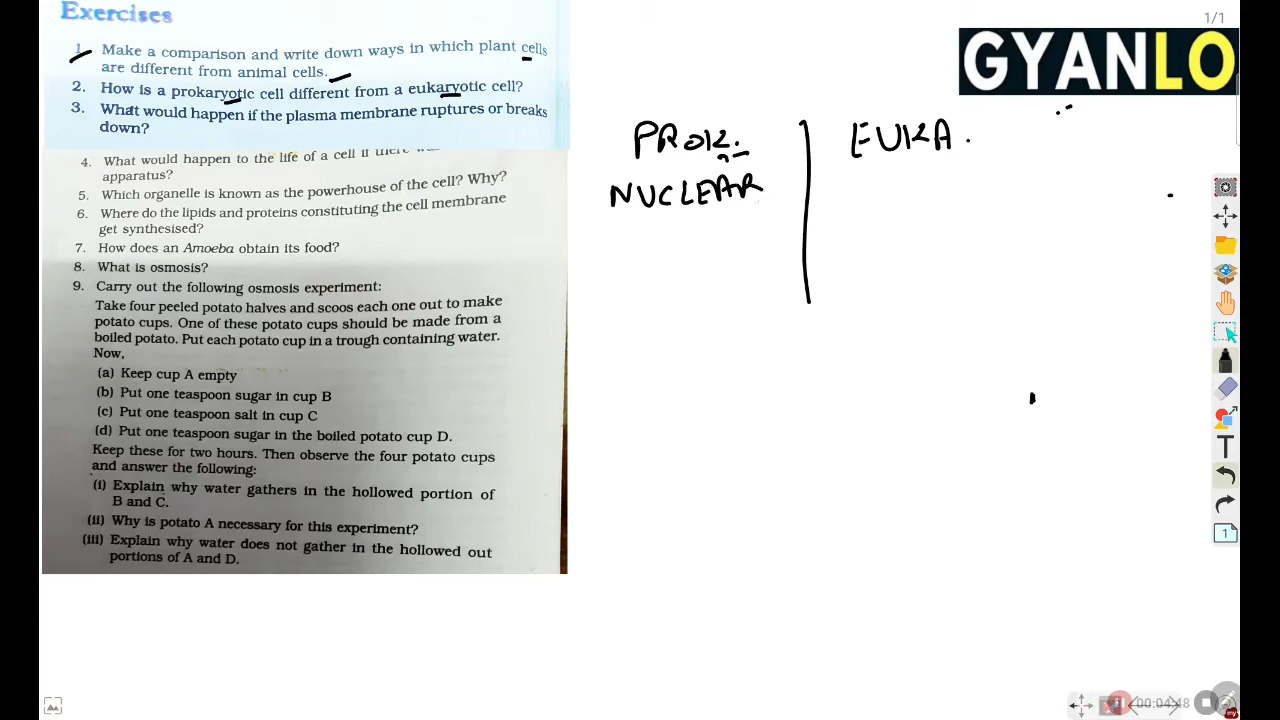 Exercises
1. Make a comparison and write down ways in which plant cells
are different from animal cells.
2. How is a prokaryotic cell different from a eukaryotic cell?
3. What would happen if the plasma membrane ruptures or breaks
down?
4. What would happen to the life of a cell if there
apparatus?
5. Which organelle is known as the powerhouse of the cell? Why?
6. Where do the lipids and proteins constituting the cell membrane
get synthesised?
7. How does an Amoeba obtain its food?
8. What is osmosis?
9. Carry out the following osmosis experiment:
Take four peeled potato halves and scoos each one out to make
potato cups. One of these potato cups should be made from a
boiled potato. Put each potato cup in a trough containing water.
Now,
(a) Keep cup A empty
(b) Put one teaspoon sugar in cup B
(c) Put one teaspoon salt in cup C
(d) Put one teaspoon sugar in the boiled potato cup D.
Keep these for two hours. Then observe the four potato cups
and answer the following:
(i) Explain why water gathers in the hollowed portion of
B and C.
(ii) Why is potato A necessary for this experiment?
(iii) Explain why water does not gather in the hollowed out
portions of A and D.
1/1
GYANLO
PROK. EUKA.
NUCLEAR
T
1
00:04:48